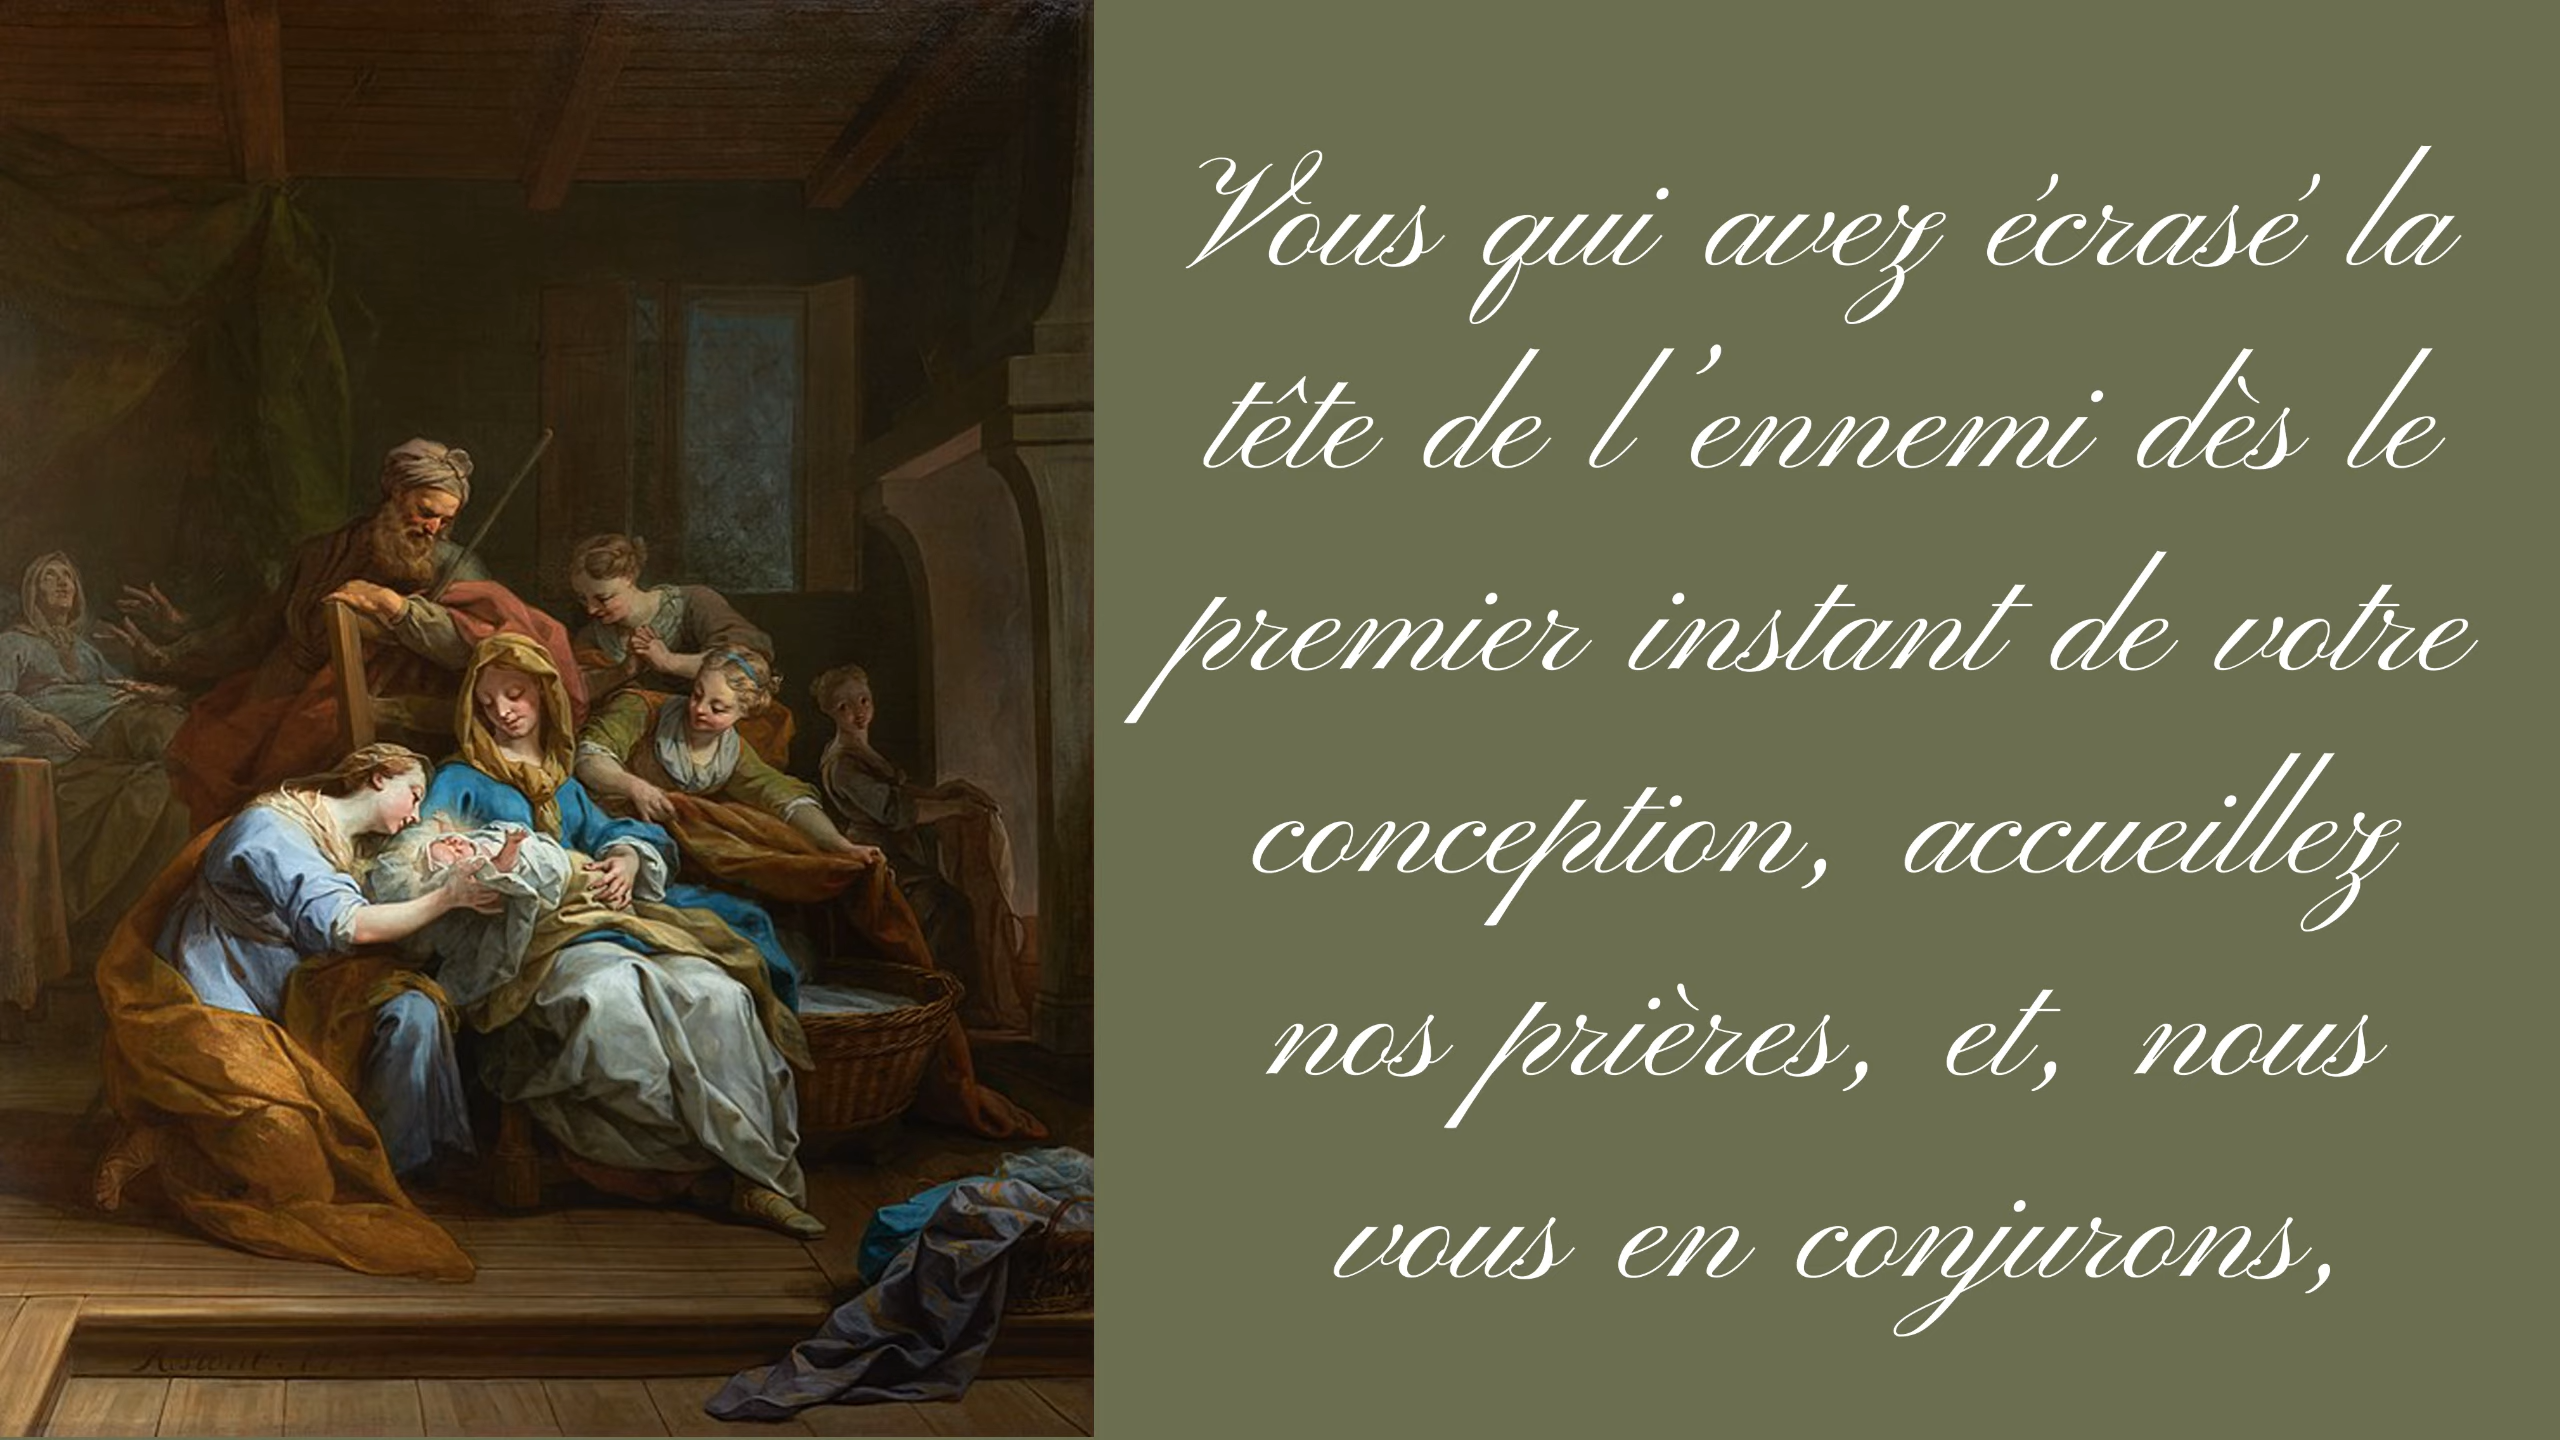 Vous qui avez écrasé la
tête de l'ennemi dès le
premier instant de votre
conception, accueillez
nos prières, et, nous
vous en conjurons,